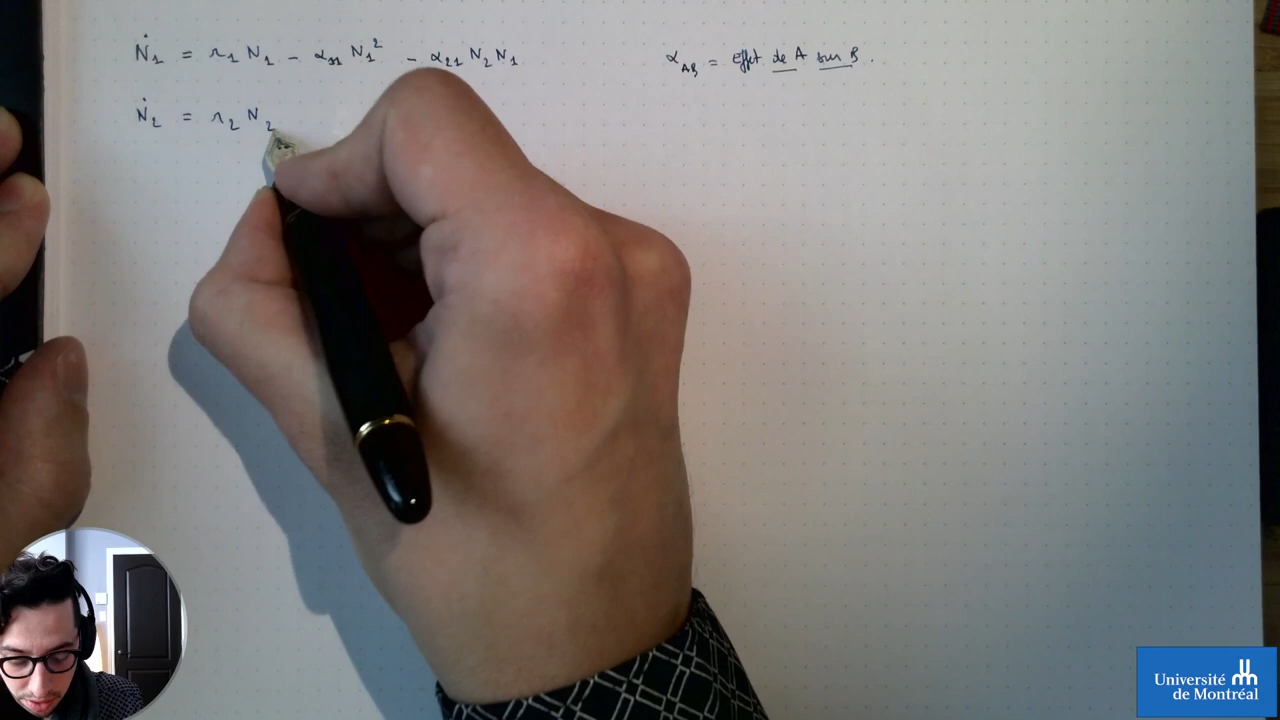 Ṅ₁ = r₁ N₁ - α₁₁ N₁² - α₂₁ N₂ N₁
α_AB = effet de A sur B.
Ṅ₂ = r₂ N₂
Université
de Montréal